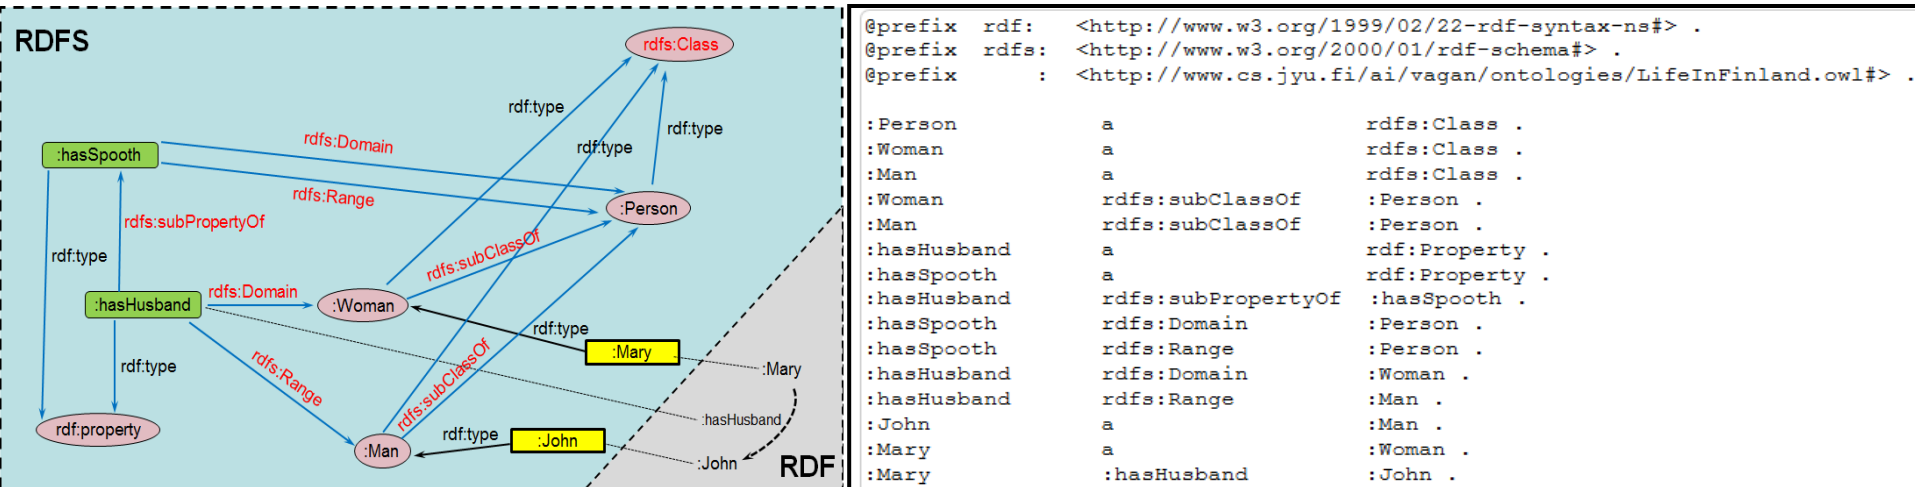 RDFS
rdfs:Class
rdf:type
rdf:type
rdf:type
rdfs:Domain
:hasSpooth
rdfs:Range
:Person
rdfs:subPropertyOf
rdf:type
rdfs:subClassOf
rdfs:Domain
:hasHusband
:Woman
rdf:type
:Mary
:Mary
rdf:type
rdfs:Range
rdfs:subClassOf
:hasHusband
rdf:property
rdf:type
:John
:Man
:John
RDF
@prefix rdf: <http://www.w3.org/1999/02/22-rdf-syntax-ns#> .
@prefix rdfs: <http://www.w3.org/2000/01/rdf-schema#> .
@prefix : <http://www.cs.jyu.fi/ai/vagan/ontologies/LifeInFinland.owl#> .
:Person a rdfs:Class .
:Woman a rdfs:Class .
:Man a rdfs:Class .
:Woman rdfs:subClassOf :Person .
:Man rdfs:subClassOf :Person .
:hasHusband a rdf:Property .
:hasSpooth a rdf:Property .
:hasHusband rdfs:subPropertyOf :hasSpooth .
:hasSpooth rdfs:Domain :Person .
:hasSpooth rdfs:Range :Person .
:hasHusband rdfs:Domain :Woman .
:hasHusband rdfs:Range :Man .
:John a :Man .
:Mary a :Woman .
:Mary :hasHusband :John .